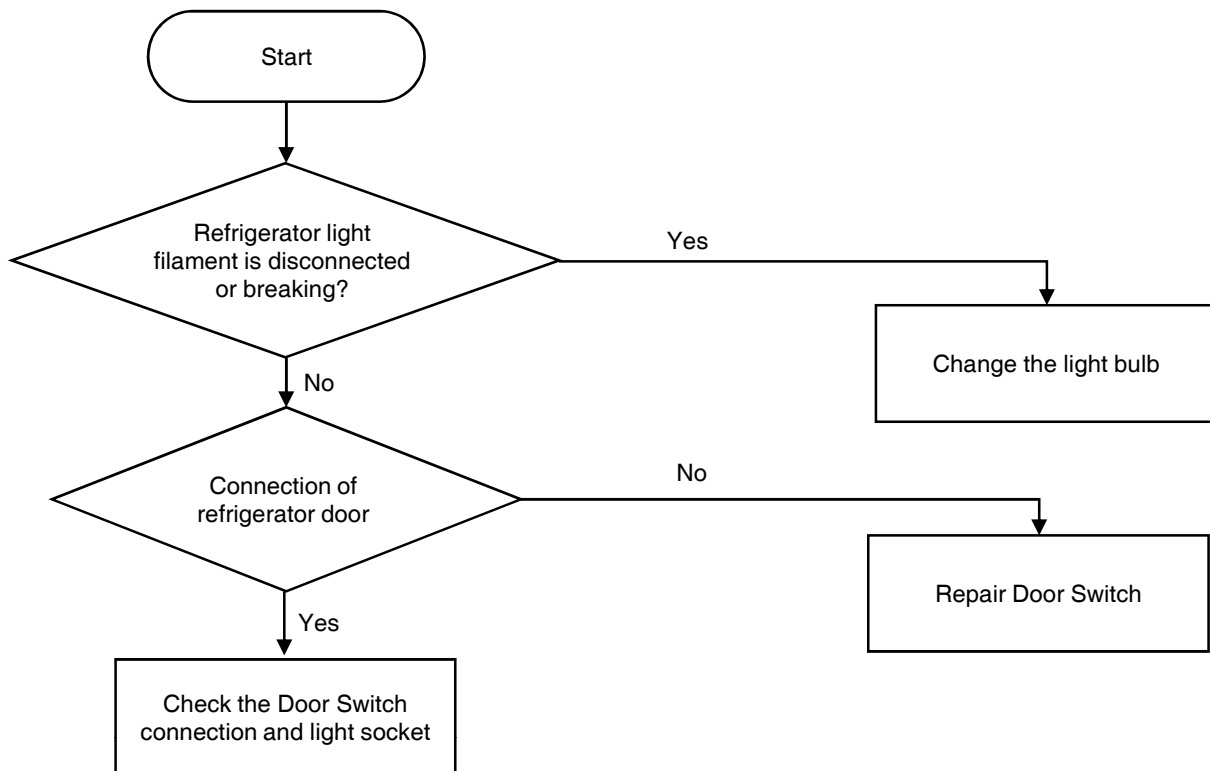 Start
Refrigerator light
filament is disconnected
or breaking?
Yes
Change the light bulb
No
Connection of
refrigerator door
No
Repair Door Switch
Yes
Check the Door Switch
connection and light socket